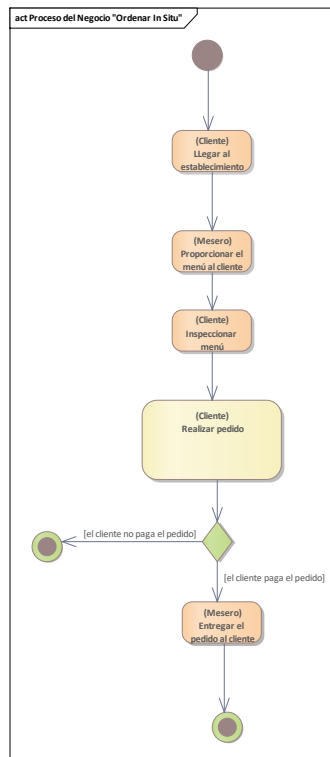 act Proceso del Negocio "Ordenar In Situ"
(Cliente)
LLegar al
establecimiento
(Mesero)
Proporcionar el
menú al cliente
(Cliente)
Inspeccionar
menú
(Cliente)
Realizar pedido
[el cliente no paga el pedido]
[el cliente paga el pedido]
(Mesero)
Entregar el
pedido al cliente